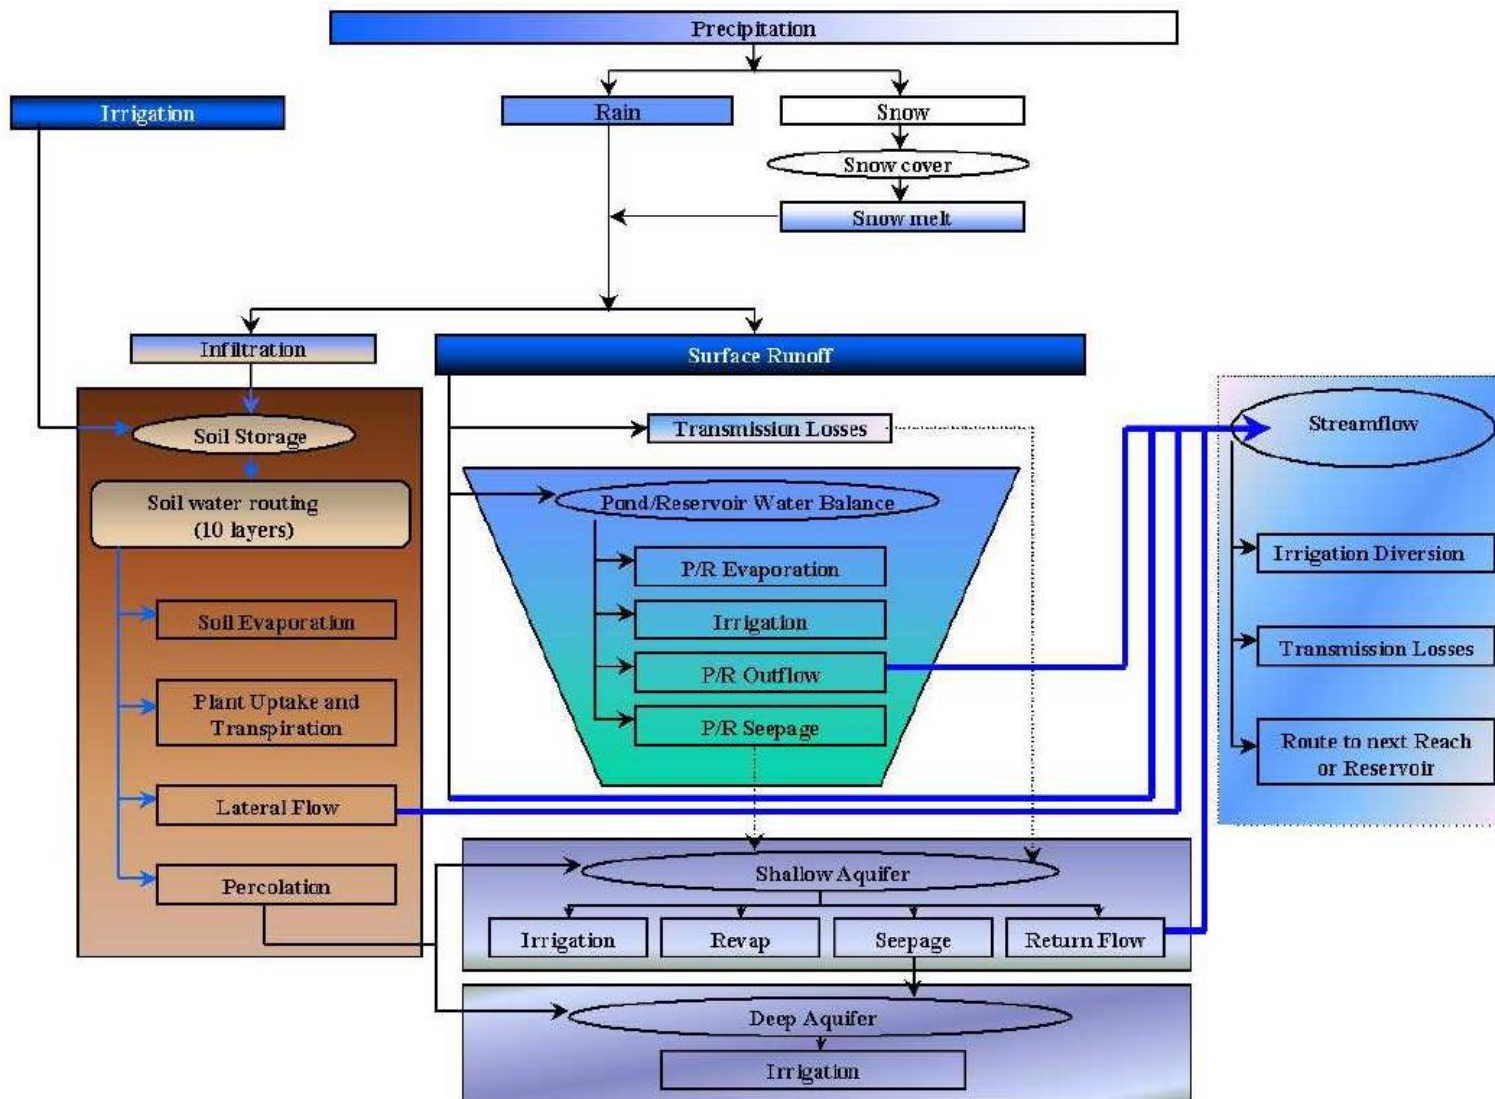 Precipitation
Irrigation
Rain
Snow
Snow cover
Snow melt
Infiltration
Surface Runoff
Soil Storage
Transmission Losses
Streamflow
Soil water routing
(10 layers)
Pond/Reservoir Water Balance
P/R Evaporation
Irrigation
P/R Outflow
P/R Seepage
Irrigation Diversion
Transmission Losses
Route to next Reach
or Reservoir
Soil Evaporation
Plant Uptake and
Transpiration
Lateral Flow
Percolation
Shallow Aquifer
Irrigation
Revap
Seepage
Return Flow
Deep Aquifer
Irrigation